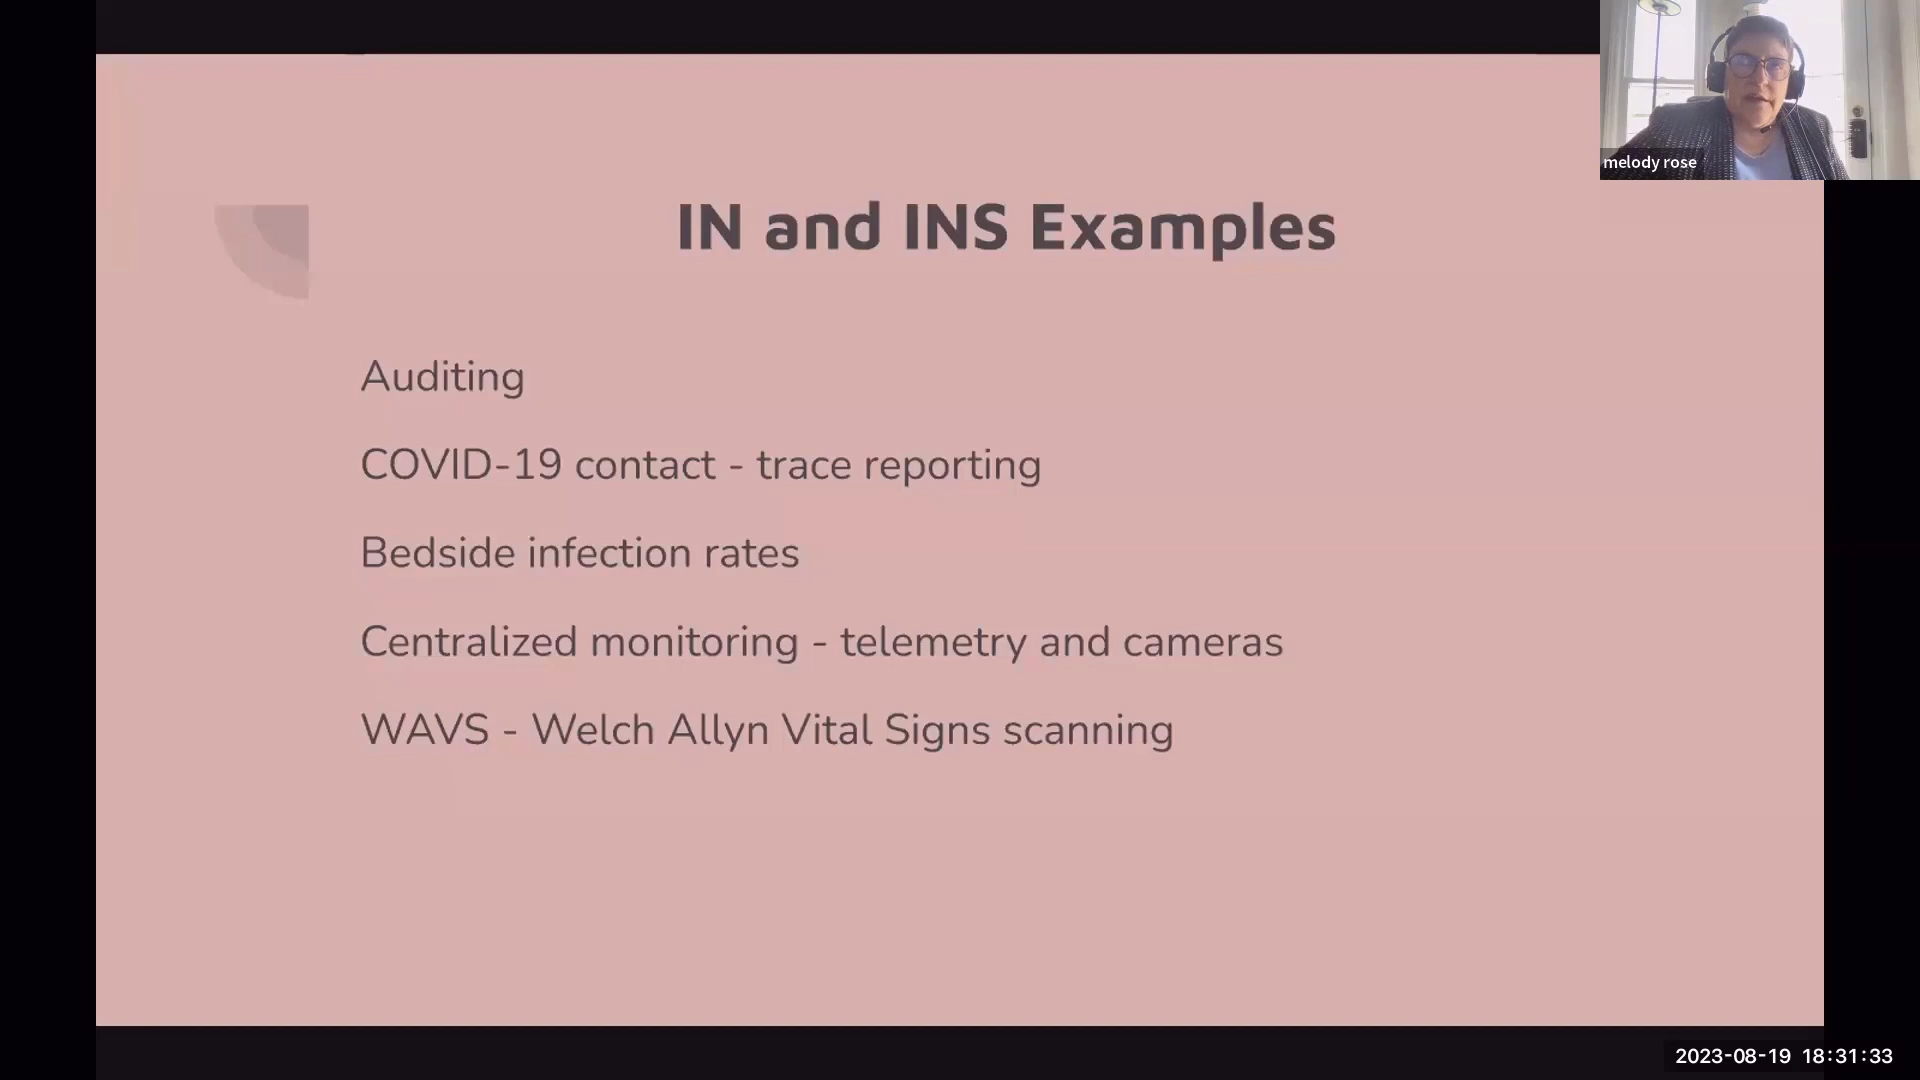 melody rose
IN and INS Examples
Auditing
COVID-19 contact - trace reporting
Bedside infection rates
Centralized monitoring - telemetry and cameras
WAVS - Welch Allyn Vital Signs scanning
2023-08-19 18:31:33